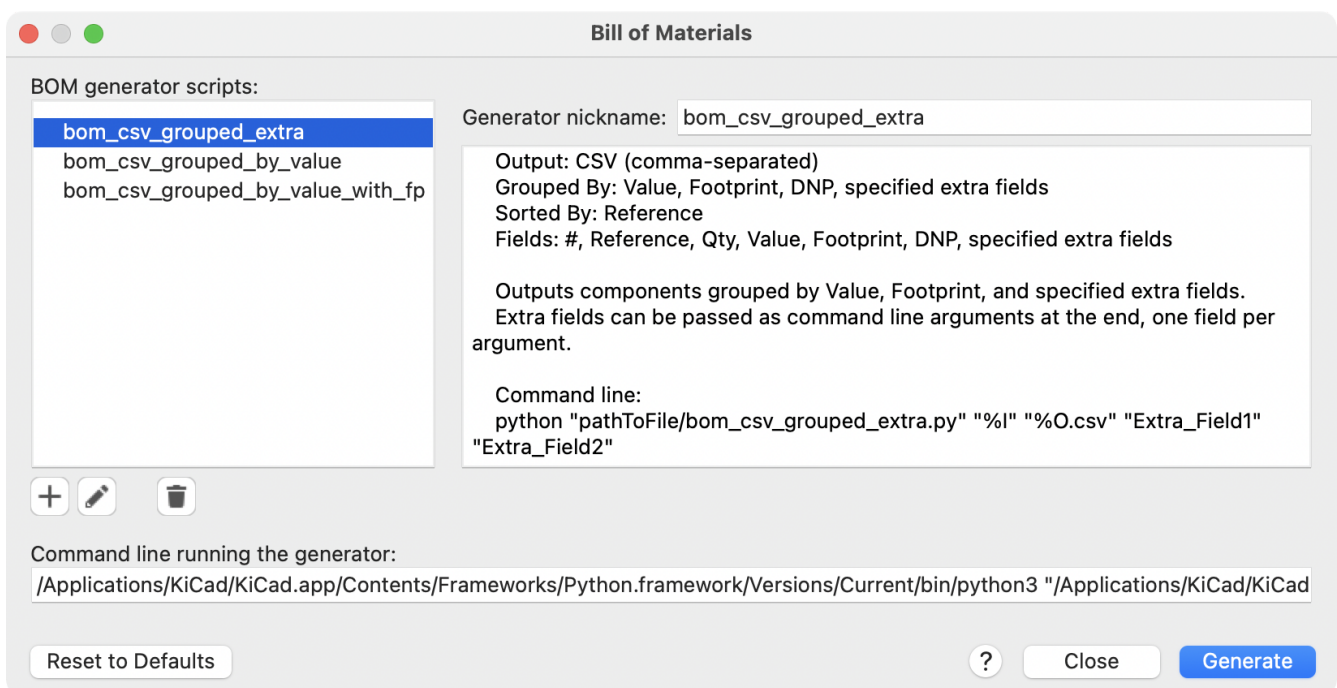 Bill of Materials
BOM generator scripts:
bom_csv_grouped_extra
bom_csv_grouped_by_value
bom_csv_grouped_by_value_with_fp
Generator nickname: bom_csv_grouped_extra
Output: CSV (comma-separated)
Grouped By: Value, Footprint, DNP, specified extra fields
Sorted By: Reference
Fields: #, Reference, Qty, Value, Footprint, DNP, specified extra fields
Outputs components grouped by Value, Footprint, and specified extra fields.
Extra fields can be passed as command line arguments at the end, one field per
argument.
Command line:
python "pathToFile/bom_csv_grouped_extra.py" "%I" "%O.csv" "Extra_Field1"
"Extra_Field2"
Command line running the generator:
/Applications/KiCad/KiCad.app/Contents/Frameworks/Python.framework/Versions/Current/bin/python3 "/Applications/KiCad/KiCad
Reset to Defaults
?
Close
Generate